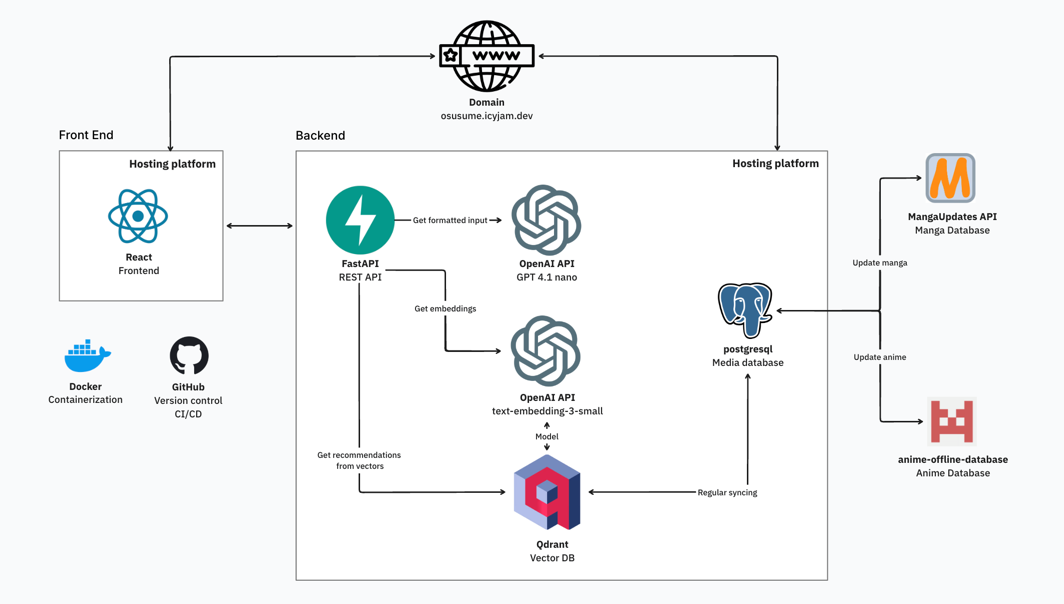 WWW
Domain
osusume.icyjam.dev
Front End
Backend
Hosting platform
React
Frontend
Docker
Containerization
GitHub
Version control
CI/CD
Hosting platform
FastAPI
REST API
Get formatted input
OpenAI API
GPT 4.1 nano
Get embeddings
OpenAI API
text-embedding-3-small
Model
Get recommendations
from vectors
Qdrant
Vector DB
Regular syncing
postgresql
Media database
Update manga
MangaUpdates API
Manga Database
Update anime
anime-offline-database
Anime Database